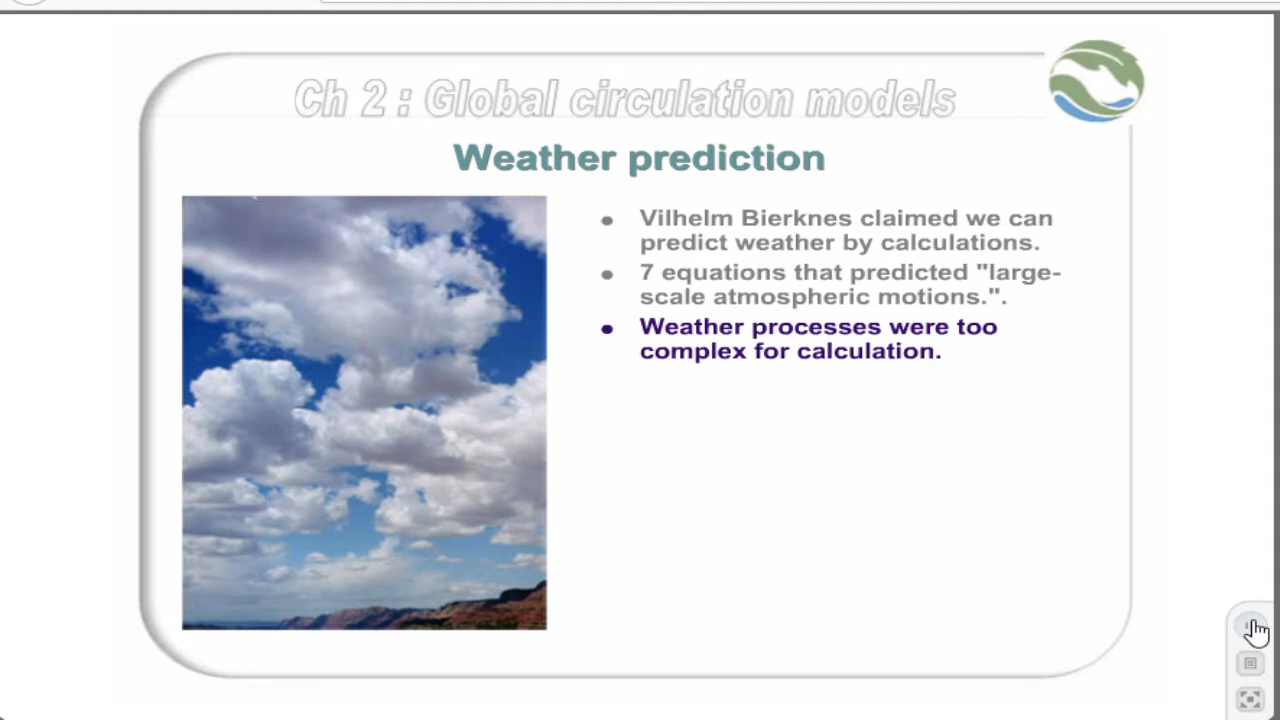 Ch 2 : Global circulation models
Weather prediction
• Vilhelm Bierknes claimed we can
predict weather by calculations.
• 7 equations that predicted "large-
scale atmospheric motions.".
• Weather processes were too
complex for calculation.